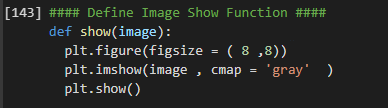 [143] #### Define Image Show Function ####
def show(image):
plt.figure(figsize = ( 8 ,8))
plt.imshow(image , cmap = 'gray'  )
plt.show()